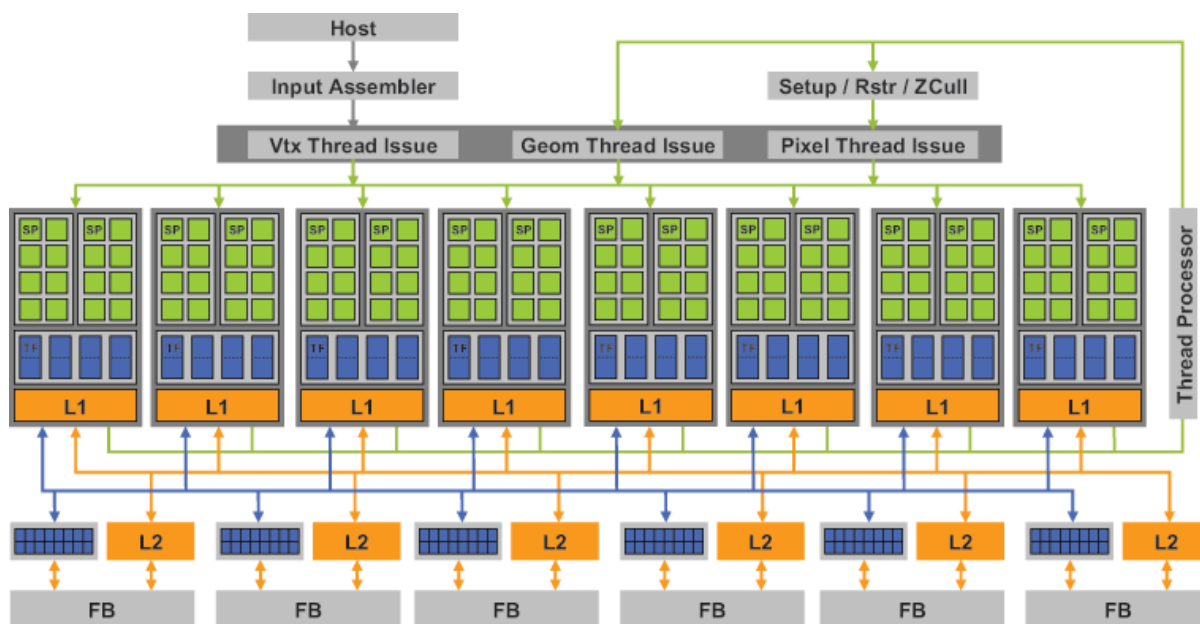 Host
Input Assembler
Setup / Rstr / ZCull
Vtx Thread Issue
Geom Thread Issue
Pixel Thread Issue
SP SP SP SP SP SP SP SP SP SP SP SP SP SP SP SP
TF TF TF TF TF TF TF TF
L1 L1 L1 L1 L1 L1 L1 L1
Thread Processor
L2 L2 L2 L2 L2 L2
FB FB FB FB FB FB